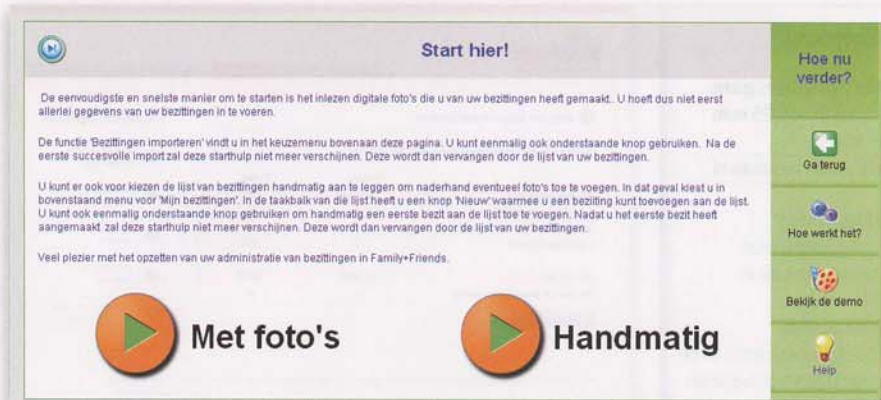 Start hier!
De eenvoudigste en snelste manier om te starten is het inlezen digitale foto's die u van uw bezittingen heeft gemaakt.. U hoeft dus niet eerst
allerlei gegevens van uw bezittingen in te voeren.
De functie 'Bezittingen importeren' vindt u in het keuzemenu bovenaan deze pagina. U kunt eenmalig ook onderstaande knop gebruiken. Na de
eerste succesvolle import zal deze starthulp niet meer verschijnen. Deze wordt dan vervangen door de lijst van uw bezittingen.
U kunt er ook voor kiezen de lijst van bezittingen handmatig aan te leggen om naderhand eventueel foto's toe te voegen. In dat geval kiest u in
bovenstaand menu voor 'Mijn bezittingen'. In de taakbalk van die lijst heeft u een knop 'Nieuw' waarmee u een bezitting kunt toevoegen aan de lijst.
U kunt ook eenmalig onderstaande knop gebruiken om handmatig een eerste bezit aan de lijst toe te voegen. Nadat u het eerste bezit heeft
aangemaakt zal deze starthulp niet meer verschijnen. Deze wordt dan vervangen door de lijst van uw bezittingen.
Veel plezier met het opzetten van uw administratie van bezittingen in Family+Friends.
Met foto's
Handmatig
Hoe nu
verder?
Ga terug
Hoe werkt het?
Bekijk de demo
Help